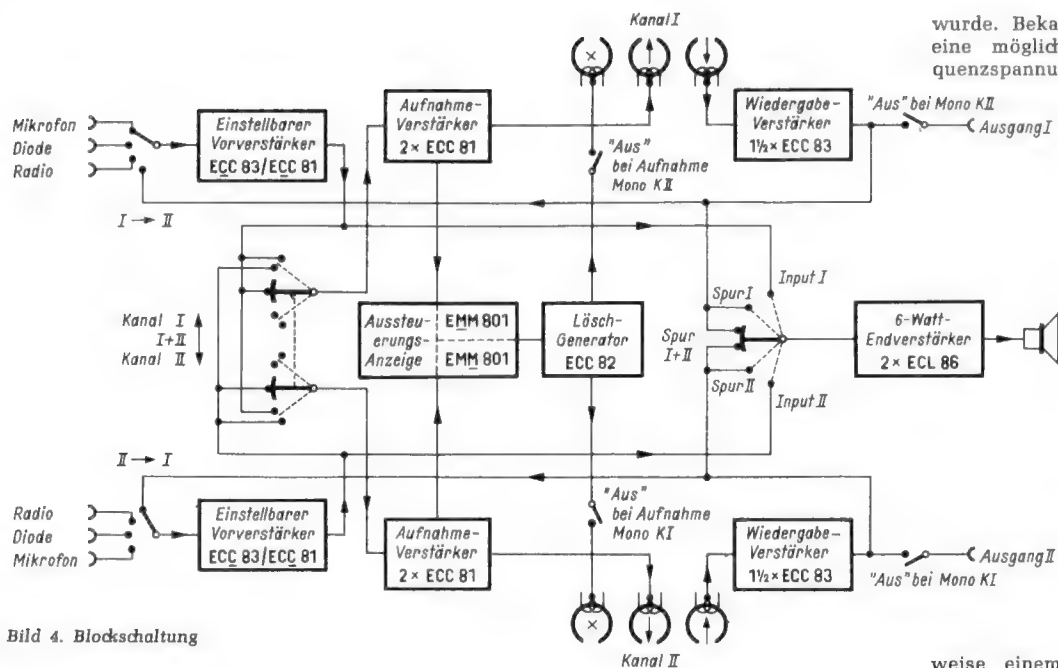 Kanal I
wurde. Beka
eine möglich
quenzspannu
Mikrofon
Diode
Radio
Einstellbarer
Vorverstärker
ECC 83/ECC 81
Aufnahme-
Verstärker
2× ECC 81
"Aus"
bei Aufnahme
Mono KII
Wiedergabe-
Verstärker
1½× ECC 83
"Aus" bei Mono KII
Ausgang I
I → II
Kanal I
I+II
Kanal II
Aussteu-
erungs-
Anzeige
EMM 801
EMM 801
Lösch-
Generator
ECC 82
Spur I
Spur
I+II
Spur II
Input I
Input II
6-Watt-
Endverstärker
2× ECL 86
II → I
Radio
Diode
Mikrofon
Einstellbarer
Vorverstärker
ECC 83/ECC 81
Aufnahme-
Verstärker
2× ECC 81
"Aus"
bei Aufnahme
Mono KI
Wiedergabe-
Verstärker
1½× ECC 83
"Aus" bei Mono KI
Ausgang II
Kanal II
Bild 4. Blockschaltung
weise einem